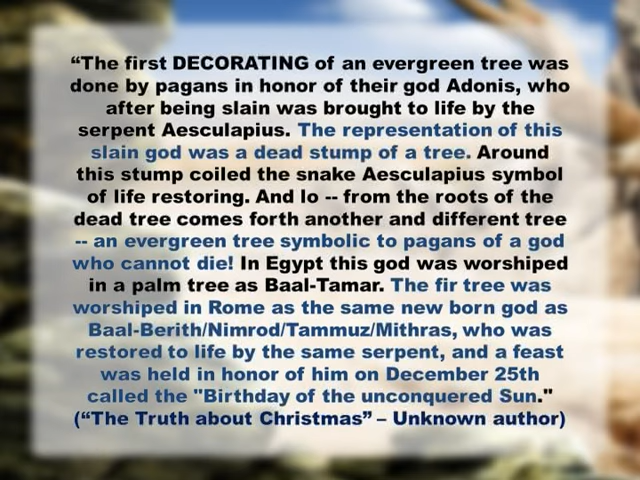 “The first DECORATING of an evergreen tree was
done by pagans in honor of their god Adonis, who
after being slain was brought to life by the
serpent Aesculapius. The representation of this
slain god was a dead stump of a tree. Around
this stump coiled the snake Aesculapius symbol
of life restoring. And lo -- from the roots of the
dead tree comes forth another and different tree
-- an evergreen tree symbolic to pagans of a god
who cannot die! In Egypt this god was worshiped
in a palm tree as Baal-Tamar. The fir tree was
worshiped in Rome as the same new born god as
Baal-Berith/Nimrod/Tammuz/Mithras, who was
restored to life by the same serpent, and a feast
was held in honor of him on December 25th
called the "Birthday of the unconquered Sun."
(“The Truth about Christmas” – Unknown author)